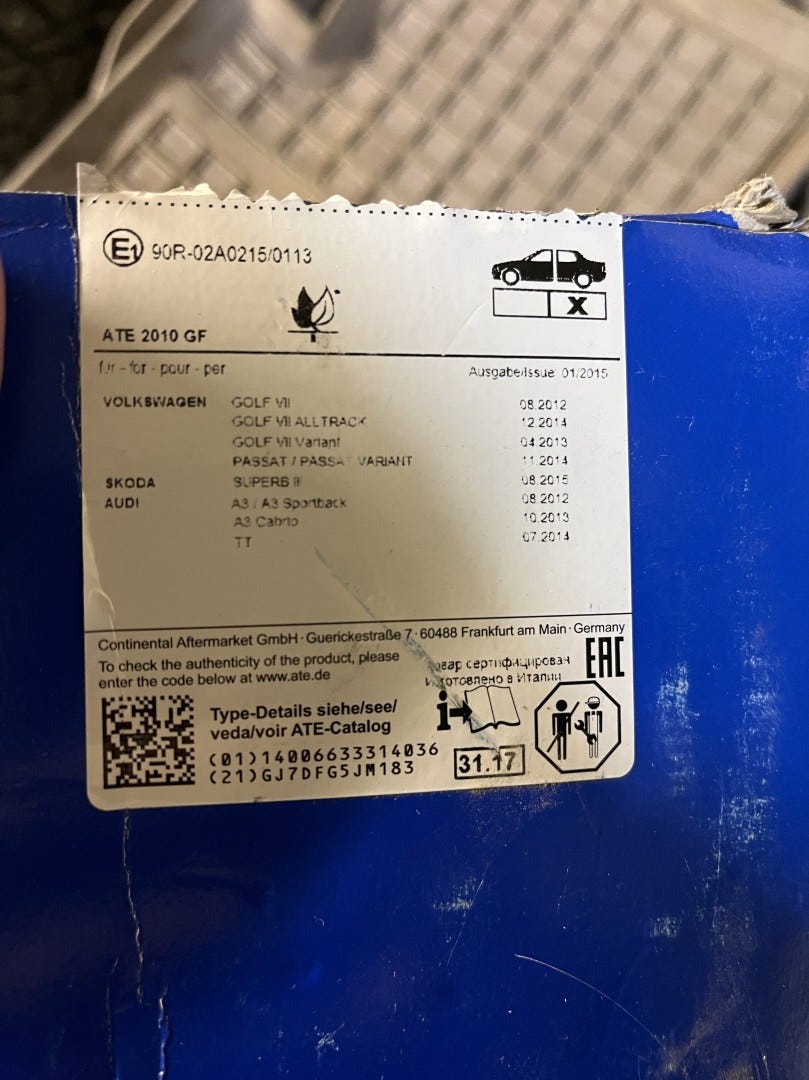 E1 90R-02A0215/0113
X
ATE 2010 GF
für - for - pour - per
Ausgabe/Issue 01/2015
VOLKSWAGEN GOLF VII 08.2012
GOLF VII ALLTRACK 12.2014
GOLF VII Variant 04.2013
PASSAT / PASSAT VARIANT 11.2014
SKODA SUPERB III 08.2015
AUDI A3 / A3 Sportback 08.2012
A3 Cabrio 10.2013
TT 07.2014
Continental Aftermarket GmbH · Guerickestraße 7 · 60488 Frankfurt am Main · Germany
To check the authenticity of the product, please
enter the code below at www.ate.de
сертифицирован
изготовлено в Италии
EAC
Type-Details siehe/see/
veda/voir ATE-Catalog
i
(01)14006633314036
(21)GJ7DFG5JM183
31.17